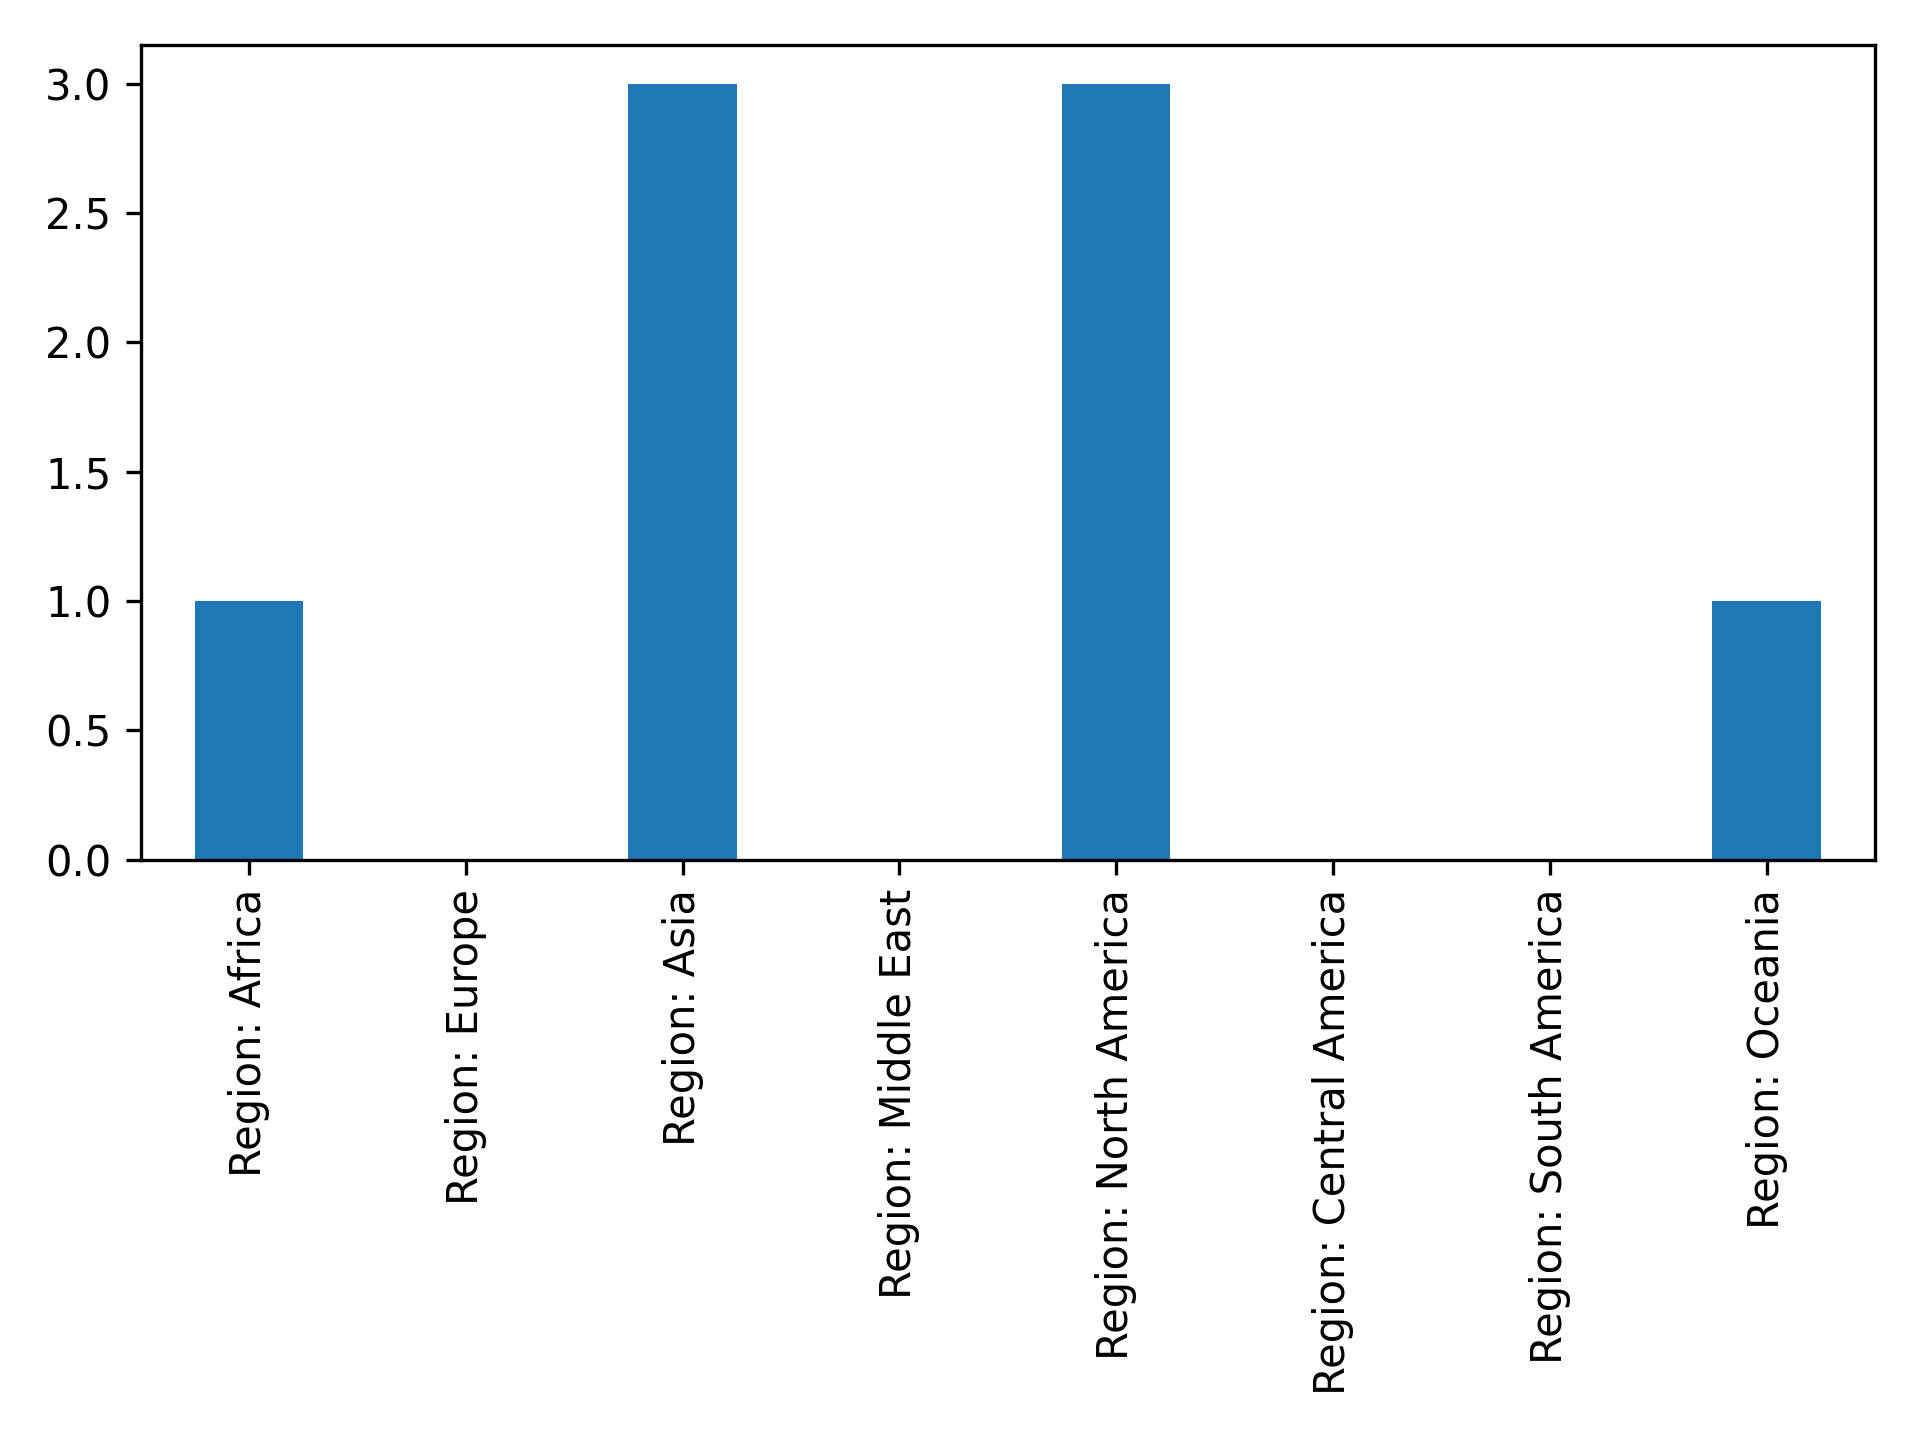 3.0
2.5
2.0
1.5
1.0
0.5
0.0
Region: Africa
Region: Europe
Region: Asia
Region: Middle East
Region: North America
Region: Central America
Region: South America
Region: Oceania